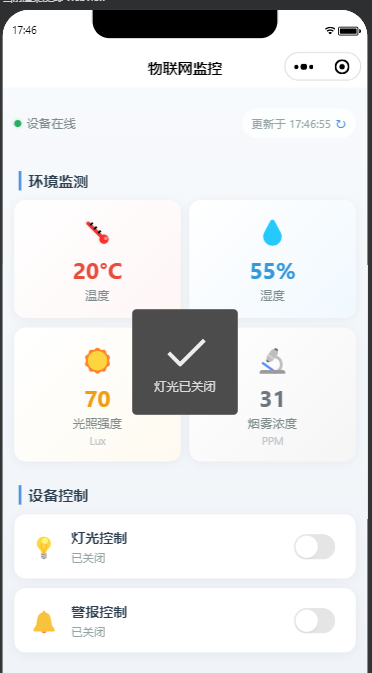 17:46
物联网监控
设备在线
更新于 17:46:55
环境监测
20°C
温度
55%
湿度
灯光已关闭
70
光照强度
Lux
31
烟雾浓度
PPM
设备控制
灯光控制
已关闭
警报控制
已关闭